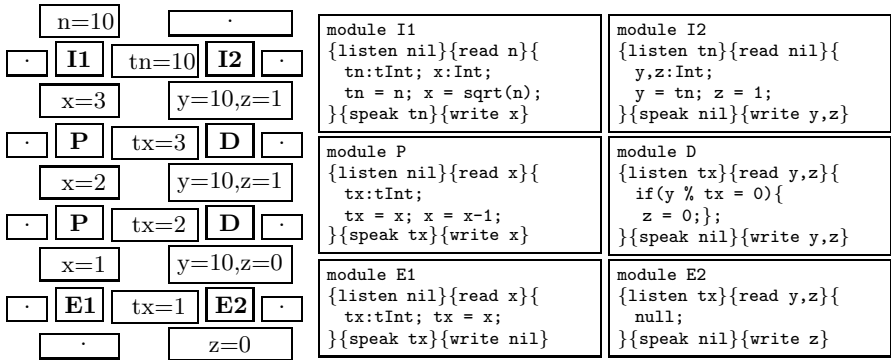 n=10 ·
· I1 tn=10 I2 ·
x=3 y=10,z=1
· P tx=3 D ·
x=2 y=10,z=1
· P tx=2 D ·
x=1 y=10,z=0
· E1 tx=1 E2 ·
· z=0
module I1
{listen nil}{read n}{
tn:tInt; x:Int;
tn = n; x = sqrt(n);
}{speak tn}{write x}
module I2
{listen tn}{read nil}{
y,z:Int;
y = tn; z = 1;
}{speak nil}{write y,z}
module P
{listen nil}{read x}{
tx:tInt;
tx = x; x = x-1;
}{speak tx}{write x}
module D
{listen tx}{read y,z}{
if(y % tx = 0){
z = 0;};
}{speak nil}{write y,z}
module E1
{listen nil}{read x}{
tx:tInt; tx = x;
}{speak tx}{write nil}
module E2
{listen tx}{read y,z}{
null;
}{speak nil}{write z}